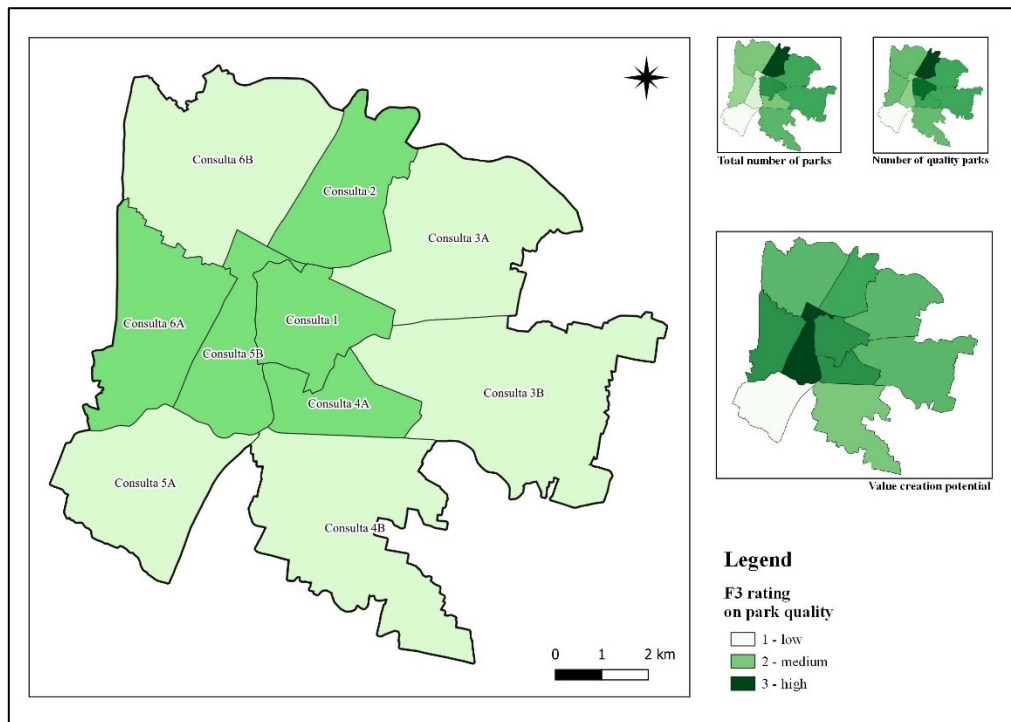 Consulta 6B
Consulta 2
Consulta 3A
Consulta 6A
Consulta 1
Consulta 5B
Consulta 4A
Consulta 3B
Consulta 5A
Consulta 4B
0 1 2 km
Total number of parks
Number of quality parks
Value creation potential
Legend
F3 rating
on park quality
1 - low
2 - medium
3 - high